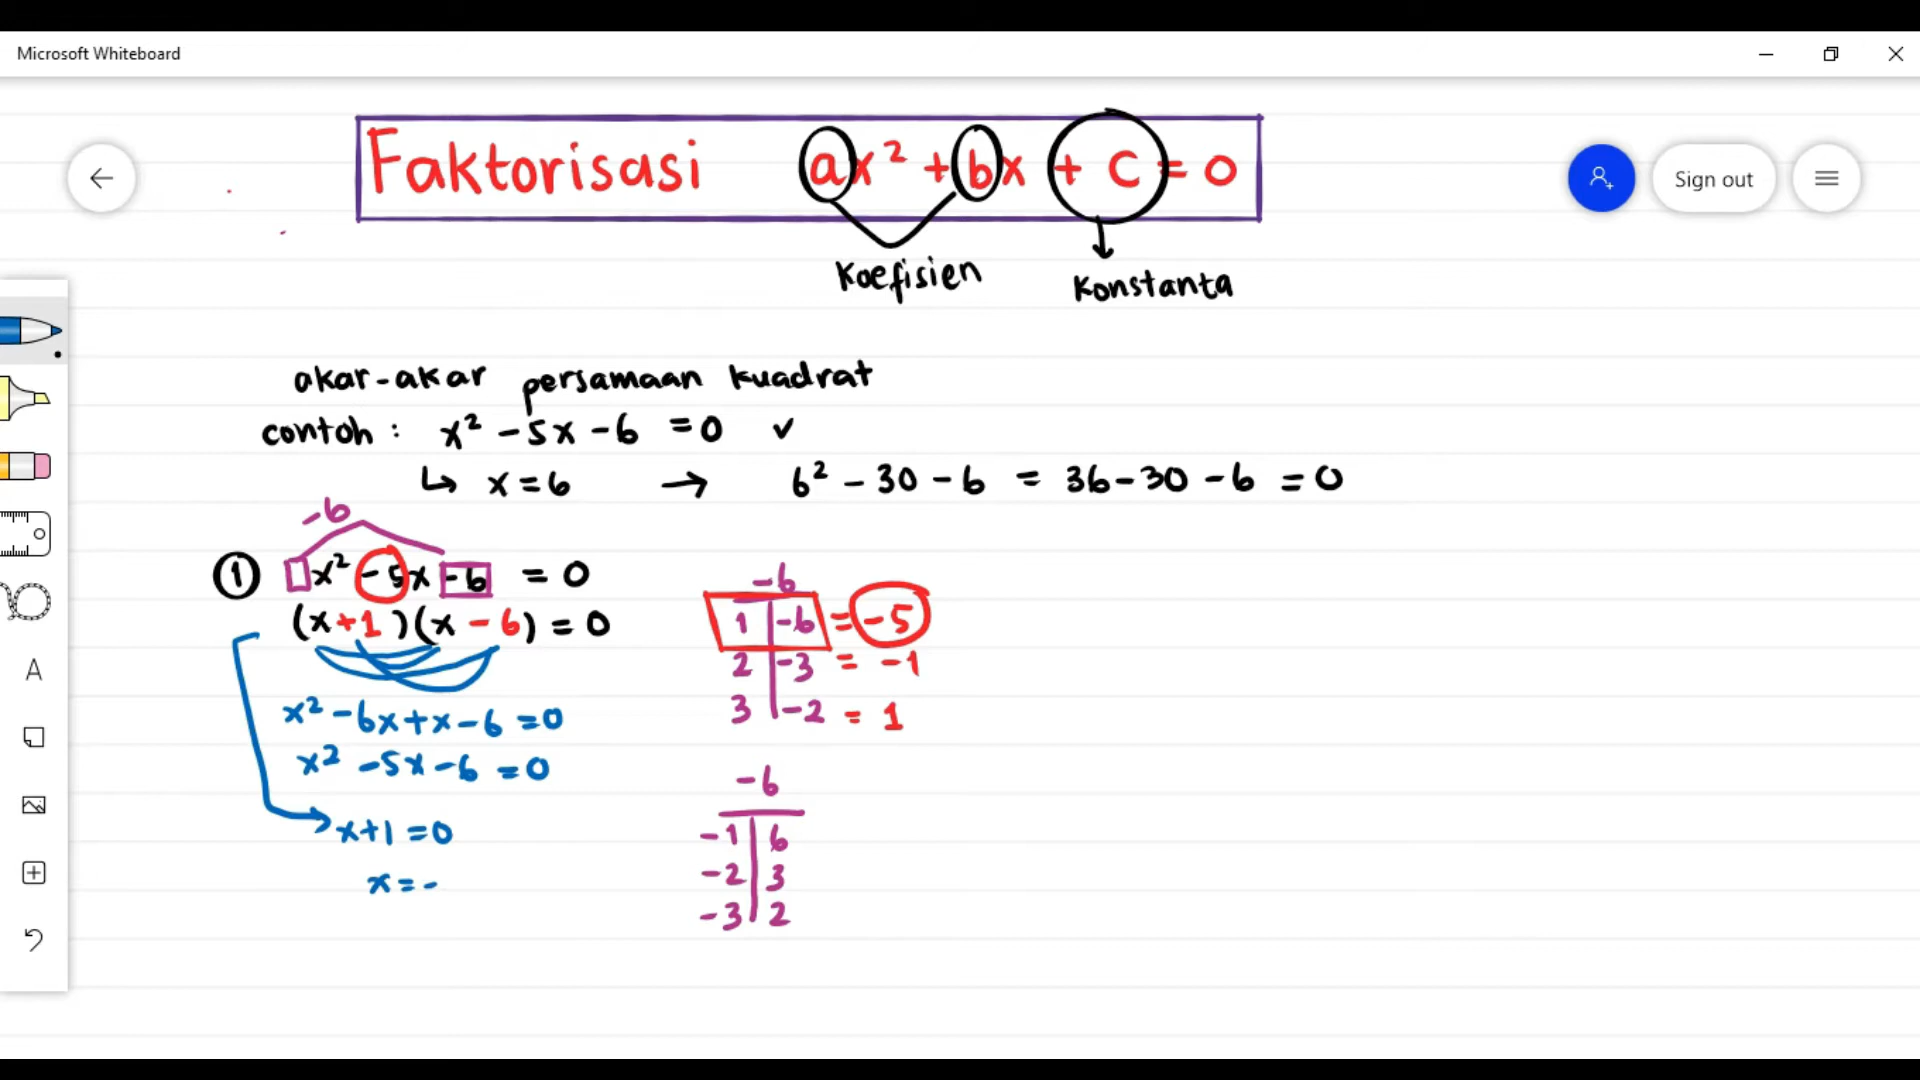 Microsoft Whiteboard
Faktorisasi ax² + bx + c = 0
Sign out
Koefisien
Konstanta
akar-akar persamaan kuadrat
contoh : x² - 5x - 6 = 0 ✓
↳ x = 6 → 6² - 30 - 6 = 36 - 30 - 6 = 0
-6
① □x² - 5x - 6 = 0
(x + 1)(x - 6) = 0
x² - 6x + x - 6 = 0
x² - 5x - 6 = 0
x + 1 = 0
x = -
-6
1 | -6 = -5
2 | -3 = -1
3 | -2 = 1
-6
-1 | 6
-2 | 3
-3 | 2
A